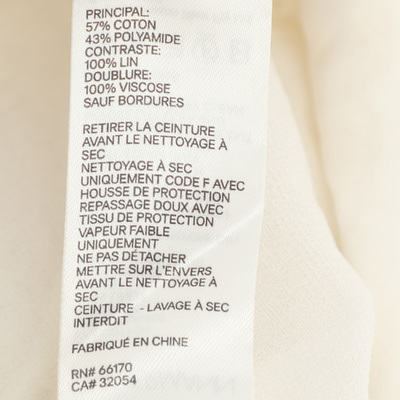 PRINCIPAL:
57% COTON
43% POLYAMIDE
CONTRASTE:
100% LIN
DOUBLURE:
100% VISCOSE
SAUF BORDURES
RETIRER LA CEINTURE
AVANT LE NETTOYAGE À
SEC
NETTOYAGE À SEC
UNIQUEMENT CODE F AVEC
HOUSSE DE PROTECTION
REPASSAGE DOUX AVEC
TISSU DE PROTECTION
VAPEUR FAIBLE
UNIQUEMENT
NE PAS DÉTACHER
METTRE SUR L'ENVERS
AVANT LE NETTOYAGE À
SEC
CEINTURE - LAVAGE À SEC
INTERDIT
FABRIQUÉ EN CHINE
RN# 66170
CA# 32054